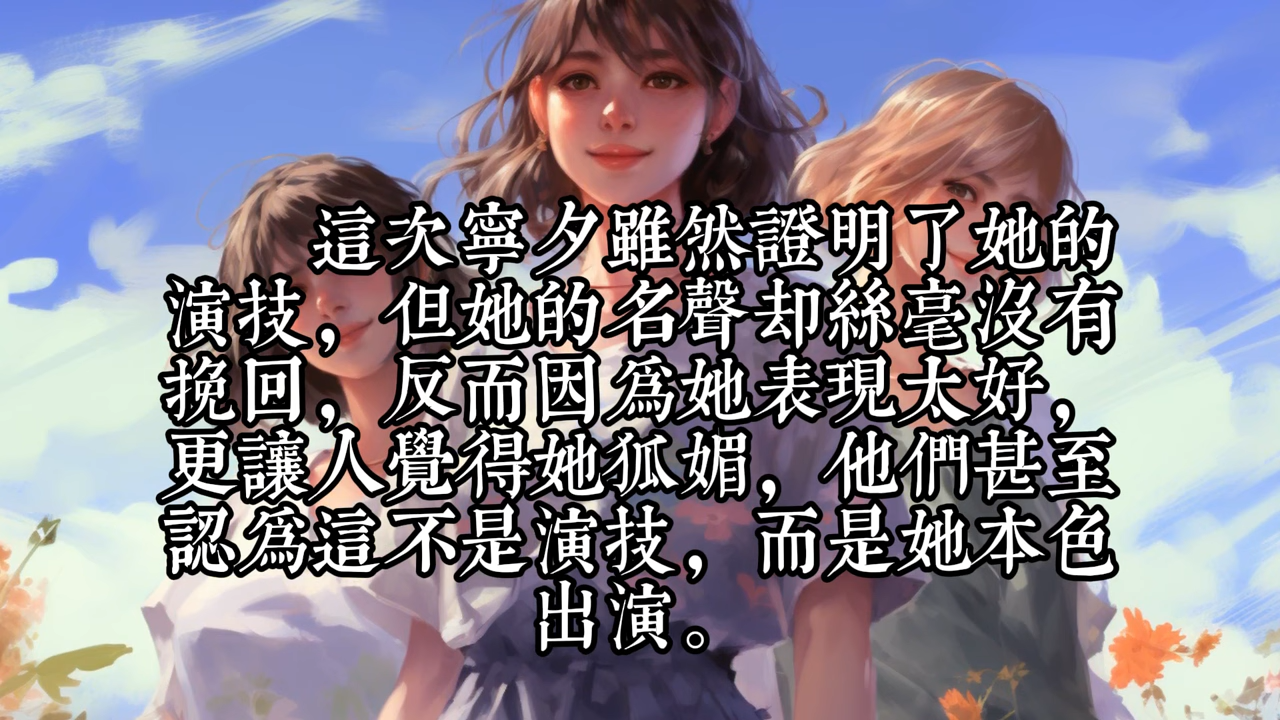 這次寧夕雖然證明了她的
演技，但她的名聲却絲毫沒有
挽回，反而因爲她表現太好，
更讓人覺得她狐媚，他們甚至
認爲這不是演技，而是她本色
出演。